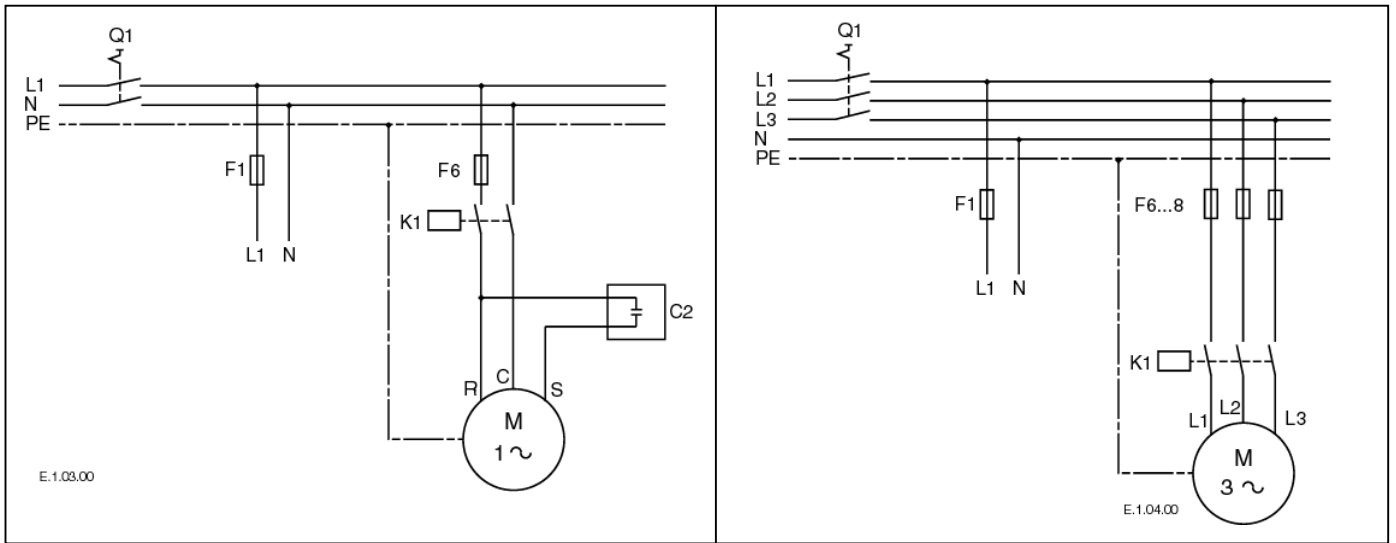 Q1
L1
N
PE
F1
F6
K1
L1 N
C2
R C S
M
1 ~
E.1.03.00
Q1
L1
L2
L3
N
PE
F1
F6...8
L1 N
K1
L1 L2 L3
M
3 ~
E.1.04.00